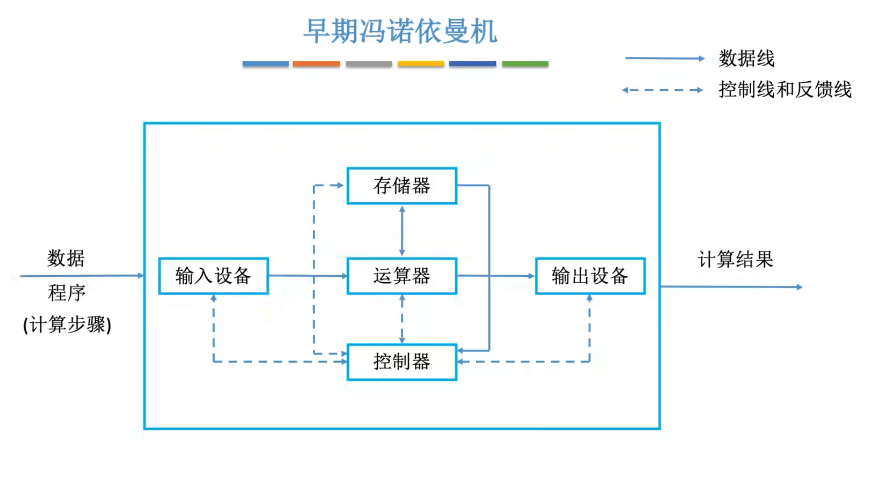 早期冯诺依曼机
数据线
控制线和反馈线
存储器
数据
输入设备
运算器
输出设备
计算结果
程序
(计算步骤)
控制器